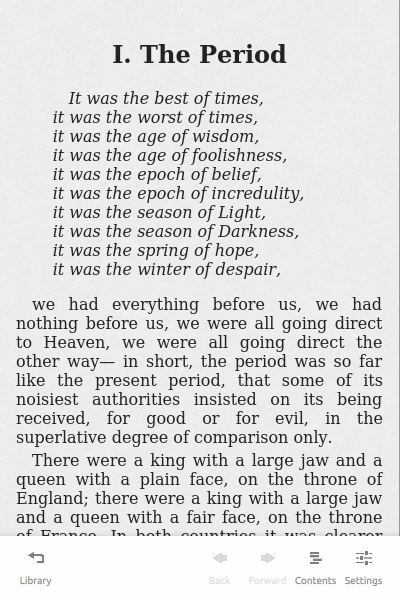 I. The Period
It was the best of times,
it was the worst of times,
it was the age of wisdom,
it was the age of foolishness,
it was the epoch of belief,
it was the epoch of incredulity,
it was the season of Light,
it was the season of Darkness,
it was the spring of hope,
it was the winter of despair,
we had everything before us, we had
nothing before us, we were all going direct
to Heaven, we were all going direct the
other way— in short, the period was so far
like the present period, that some of its
noisiest authorities insisted on its being
received, for good or for evil, in the
superlative degree of comparison only.
There were a king with a large jaw and a
queen with a plain face, on the throne of
England; there were a king with a large jaw
and a queen with a fair face, on the throne
of France. In both countries it was clearer
Library Back Forward Contents Settings